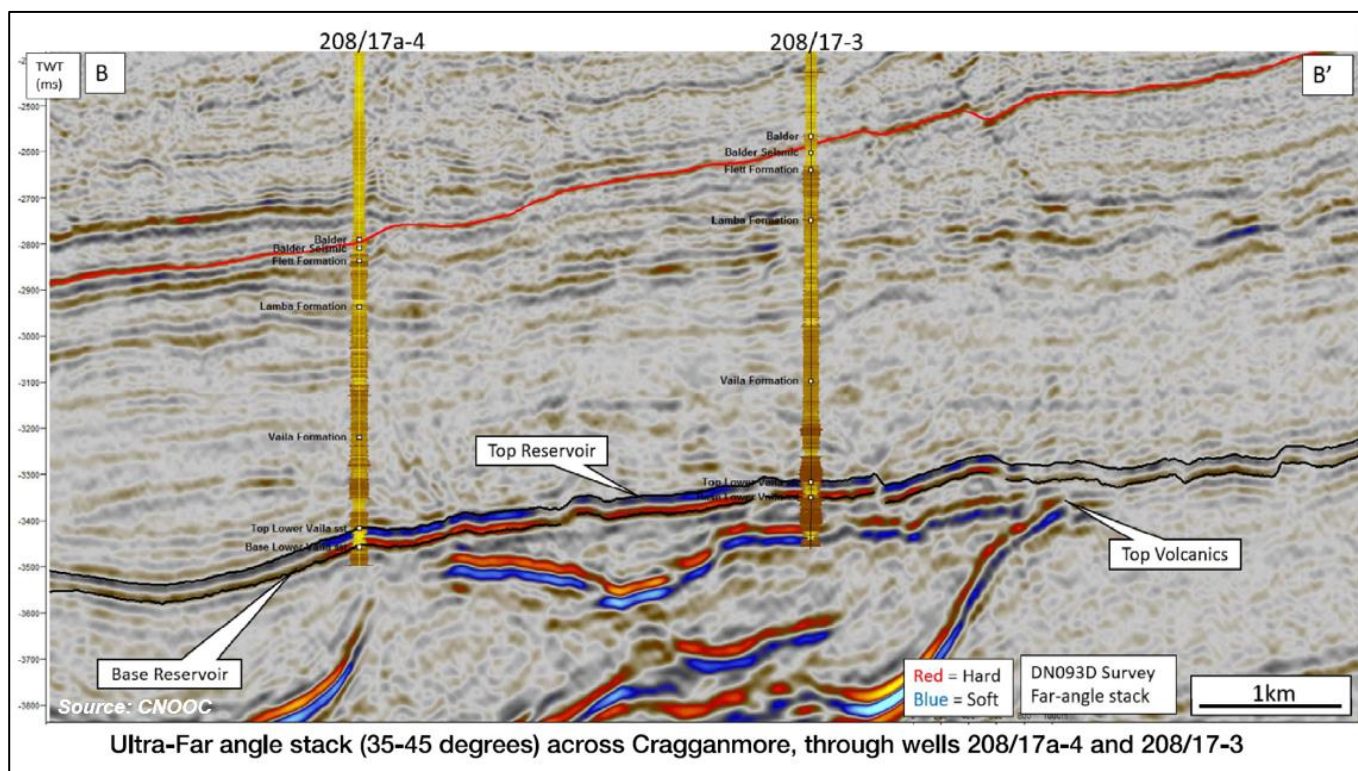 208/17a-4
208/17-3
TWT
(ms)
B
B'
-2500
-2600
-2700
-2800
-2900
-3000
-3100
-3200
-3300
-3400
-3500
-3600
-3700
-3800
Balder
Balder Seismic
Flett Formation
Lamba Formation
Vaila Formation
Top Lower Vaila sst
Base Lower Vaila sst
Balder
Balder Seismic
Flett Formation
Lamba Formation
Vaila Formation
Top Lower Vaila
Top Reservoir
Base Reservoir
Top Volcanics
Source: CNOOC
Red = Hard
Blue = Soft
DN093D Survey
Far-angle stack
1km
Ultra-Far angle stack (35-45 degrees) across Cragganmore, through wells 208/17a-4 and 208/17-3